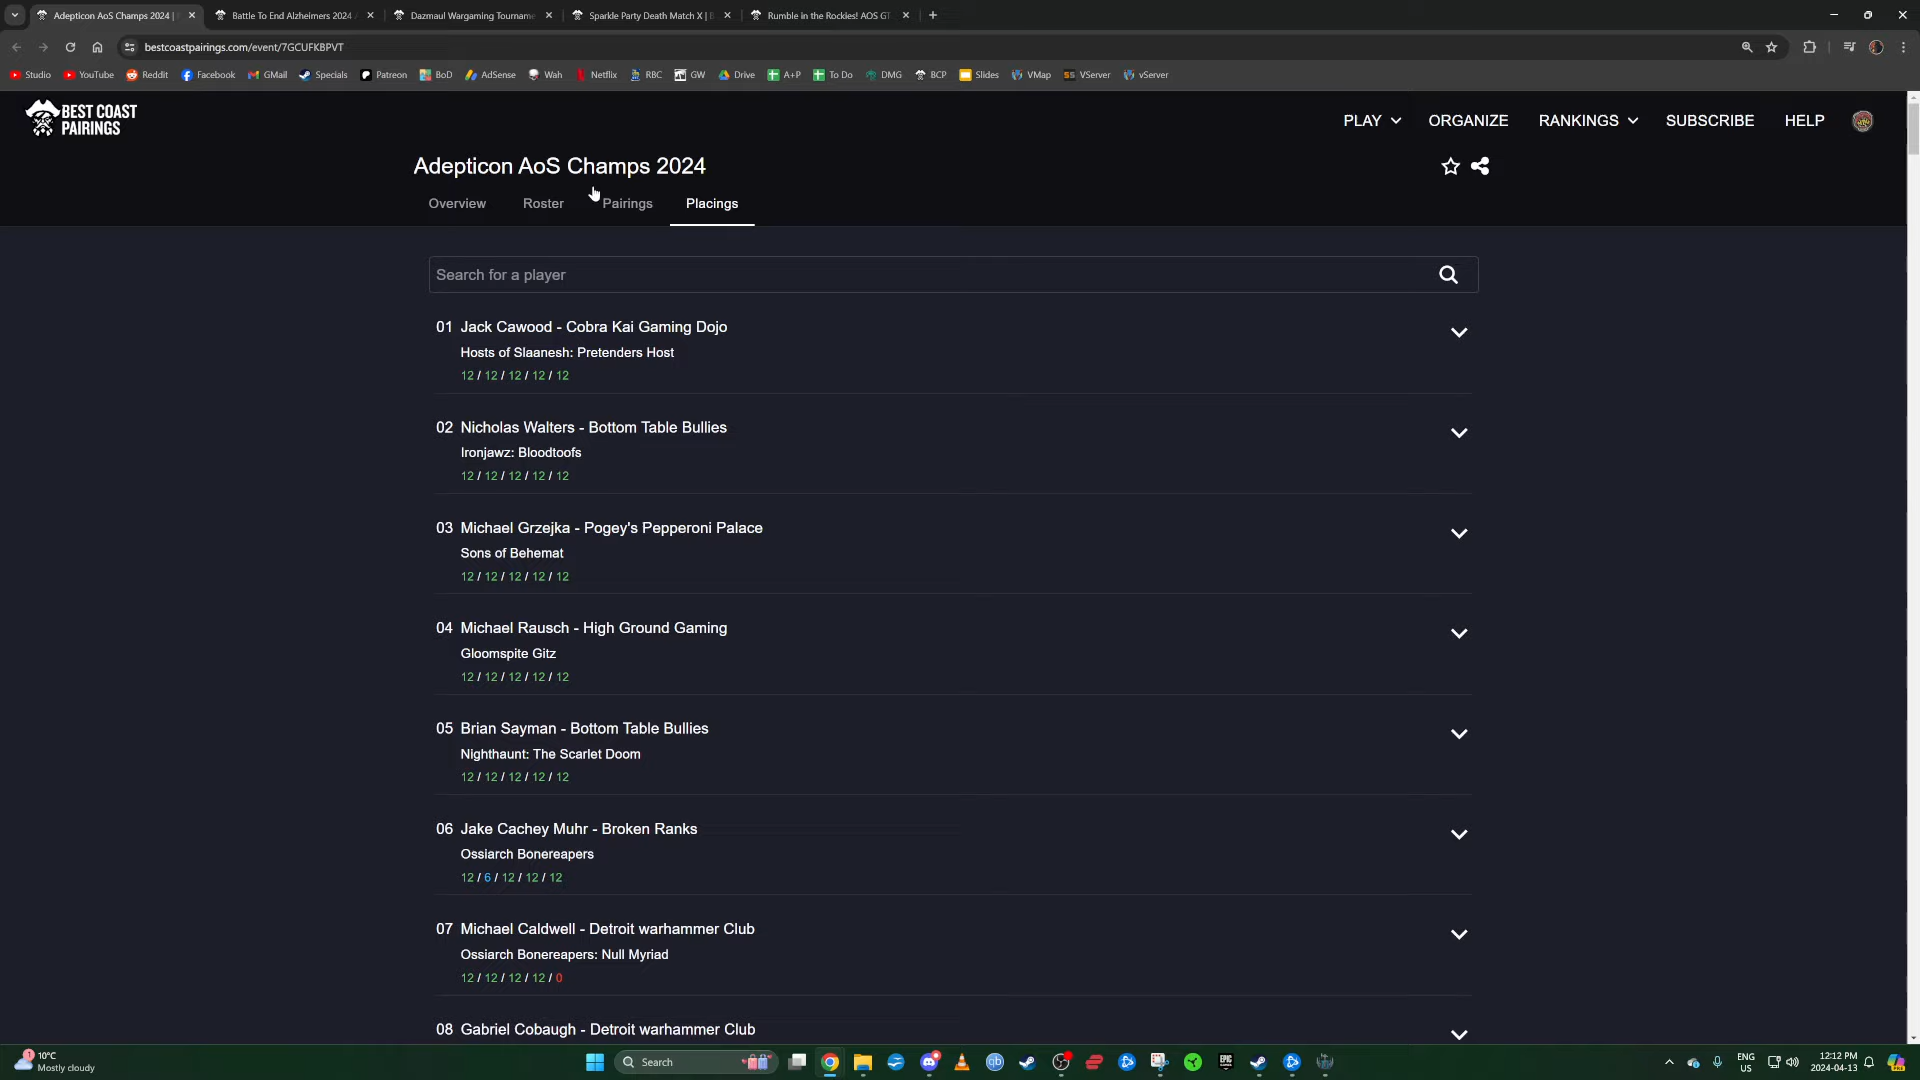 Adepticon AoS Champs 2024 |
Battle To End Alzheimers 2024
Dazmaul Wargaming Tourname
Sparkle Party Death Match X |
Rumble in the Rockies! AOS GT
bestcoastpairings.com/event/7GCUFKBPVT
Studio YouTube Reddit Facebook GMail Specials Patreon BoD AdSense Wah Netflix RBC GW Drive A+P To Do DMG BCP Slides VMap VServer vServer
BEST COAST
PAIRINGS
PLAY ORGANIZE RANKINGS SUBSCRIBE HELP
Adepticon AoS Champs 2024
Overview Roster Pairings Placings
Search for a player
01 Jack Cawood - Cobra Kai Gaming Dojo
Hosts of Slaanesh: Pretenders Host
12 / 12 / 12 / 12 / 12
02 Nicholas Walters - Bottom Table Bullies
Ironjawz: Bloodtoofs
12 / 12 / 12 / 12 / 12
03 Michael Grzejka - Pogey's Pepperoni Palace
Sons of Behemat
12 / 12 / 12 / 12 / 12
04 Michael Rausch - High Ground Gaming
Gloomspite Gitz
12 / 12 / 12 / 12 / 12
05 Brian Sayman - Bottom Table Bullies
Nighthaunt: The Scarlet Doom
12 / 12 / 12 / 12 / 12
06 Jake Cachey Muhr - Broken Ranks
Ossiarch Bonereapers
12 / 6 / 12 / 12 / 12
07 Michael Caldwell - Detroit warhammer Club
Ossiarch Bonereapers: Null Myriad
12 / 12 / 12 / 12 / 0
08 Gabriel Cobaugh - Detroit warhammer Club
10°C
Mostly cloudy
Search
ENG
US
12:12 PM
2024-04-13